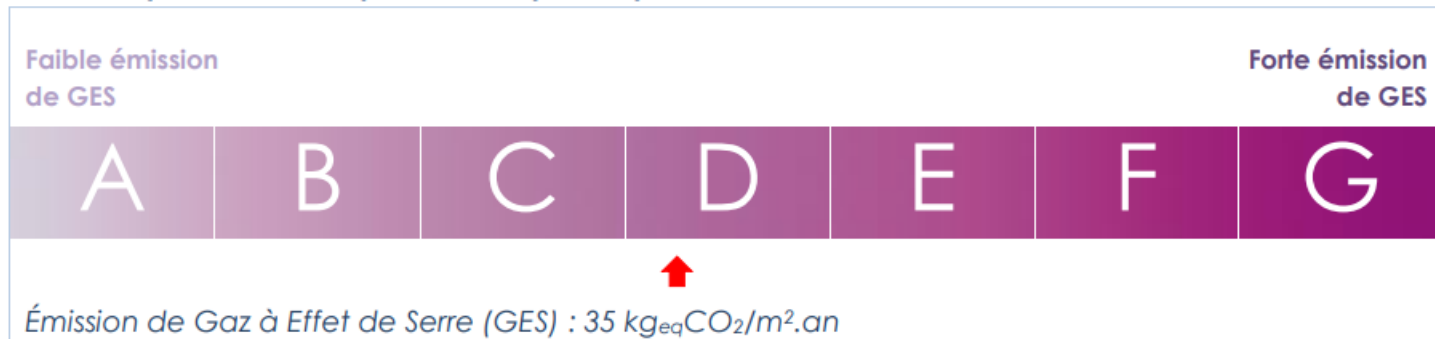 Faible émission
de GES
Forte émission
de GES
A B C D E F G
Émission de Gaz à Effet de Serre (GES) : 35 kgeqCO₂/m².an